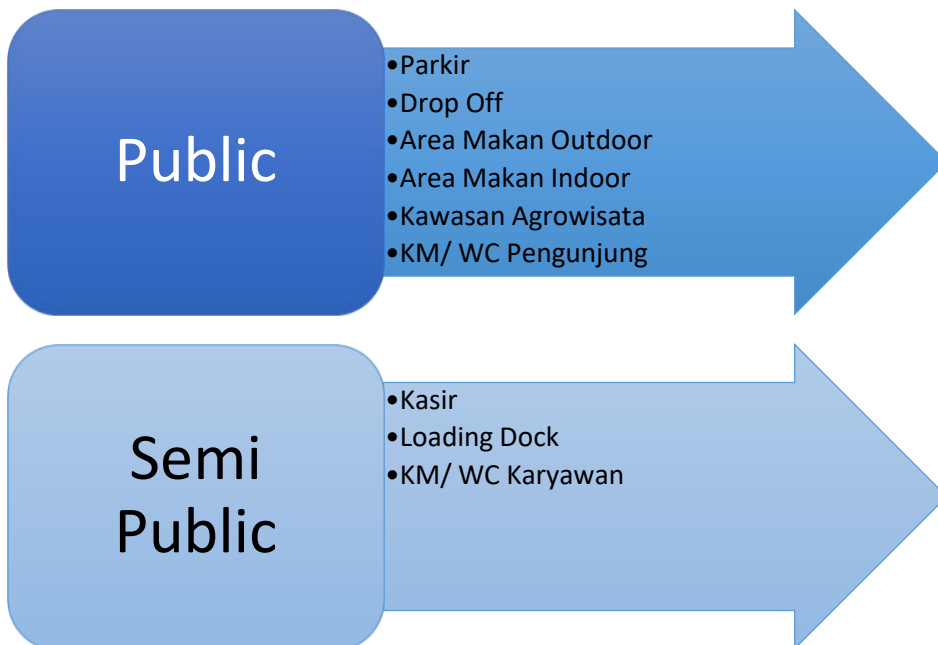 Public
•Parkir
•Drop Off
•Area Makan Outdoor
•Area Makan Indoor
•Kawasan Agrowisata
•KM/ WC Pengunjung
Semi
Public
•Kasir
•Loading Dock
•KM/ WC Karyawan